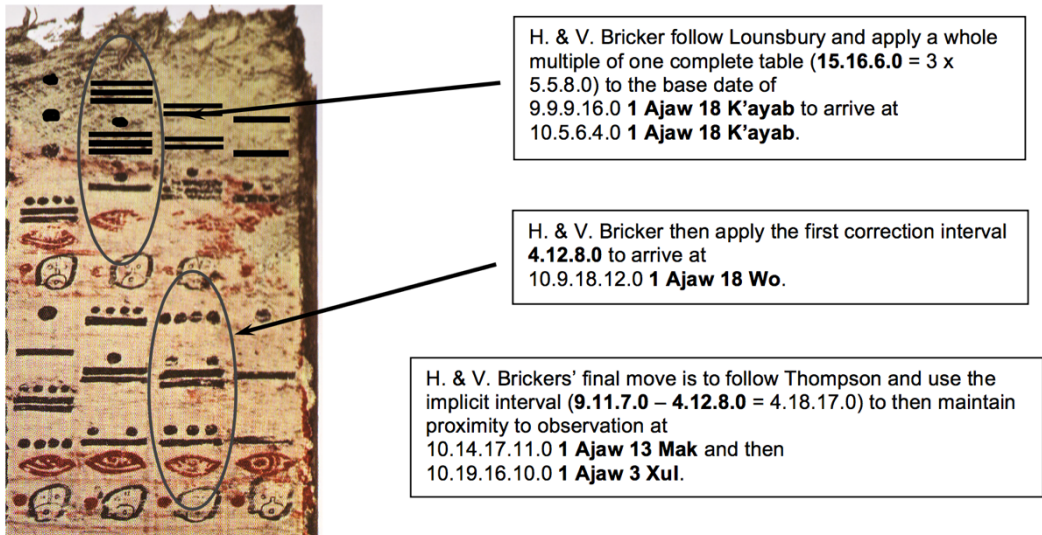 H. & V. Bricker follow Lounsbury and apply a whole
multiple of one complete table (15.16.6.0 = 3 x
5.5.8.0) to the base date of
9.9.9.16.0 1 Ajaw 18 K'ayab to arrive at
10.5.6.4.0 1 Ajaw 18 K'ayab.
H. & V. Bricker then apply the first correction interval
4.12.8.0 to arrive at
10.9.18.12.0 1 Ajaw 18 Wo.
H. & V. Brickers' final move is to follow Thompson and use the
implicit interval (9.11.7.0 – 4.12.8.0 = 4.18.17.0) to then maintain
proximity to observation at
10.14.17.11.0 1 Ajaw 13 Mak and then
10.19.16.10.0 1 Ajaw 3 Xul.